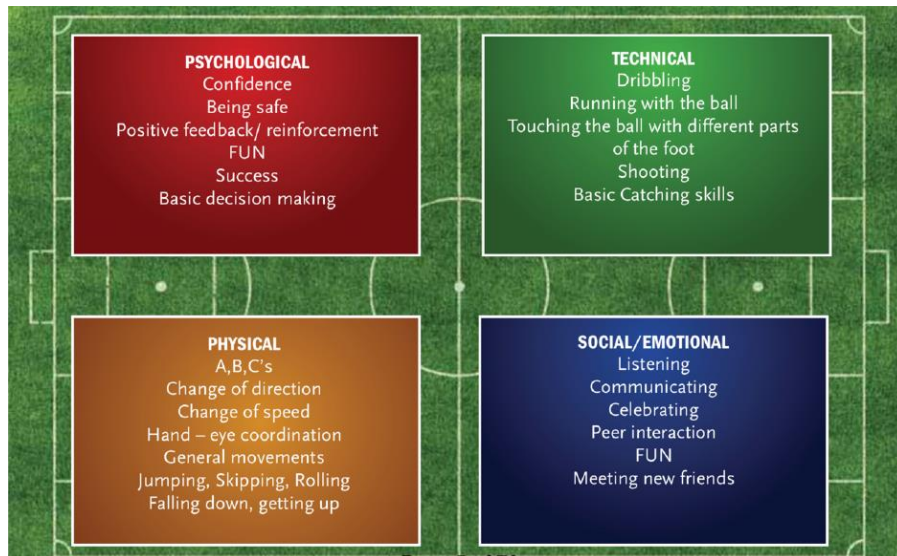 PSYCHOLOGICAL
Confidence
Being safe
Positive feedback/ reinforcement
FUN
Success
Basic decision making
TECHNICAL
Dribbling
Running with the ball
Touching the ball with different parts
of the foot
Shooting
Basic Catching skills
PHYSICAL
A,B,C's
Change of direction
Change of speed
Hand – eye coordination
General movements
Jumping, Skipping, Rolling
Falling down, getting up
SOCIAL/EMOTIONAL
Listening
Communicating
Celebrating
Peer interaction
FUN
Meeting new friends